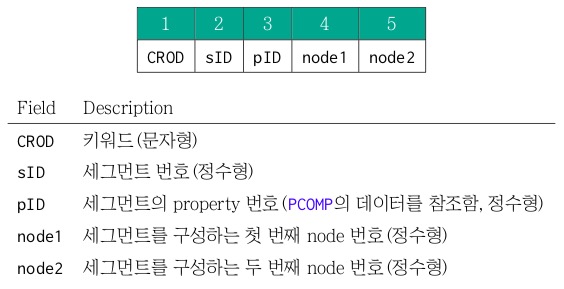 1 2 3 4 5
CROD sID pID node1 node2
Field Description
CROD 키워드(문자형)
sID 세그먼트 번호(정수형)
pID 세그먼트의 property 번호(PCOMP의 데이터를 참조함, 정수형)
node1 세그먼트를 구성하는 첫 번째 node 번호(정수형)
node2 세그먼트를 구성하는 두 번째 node 번호(정수형)